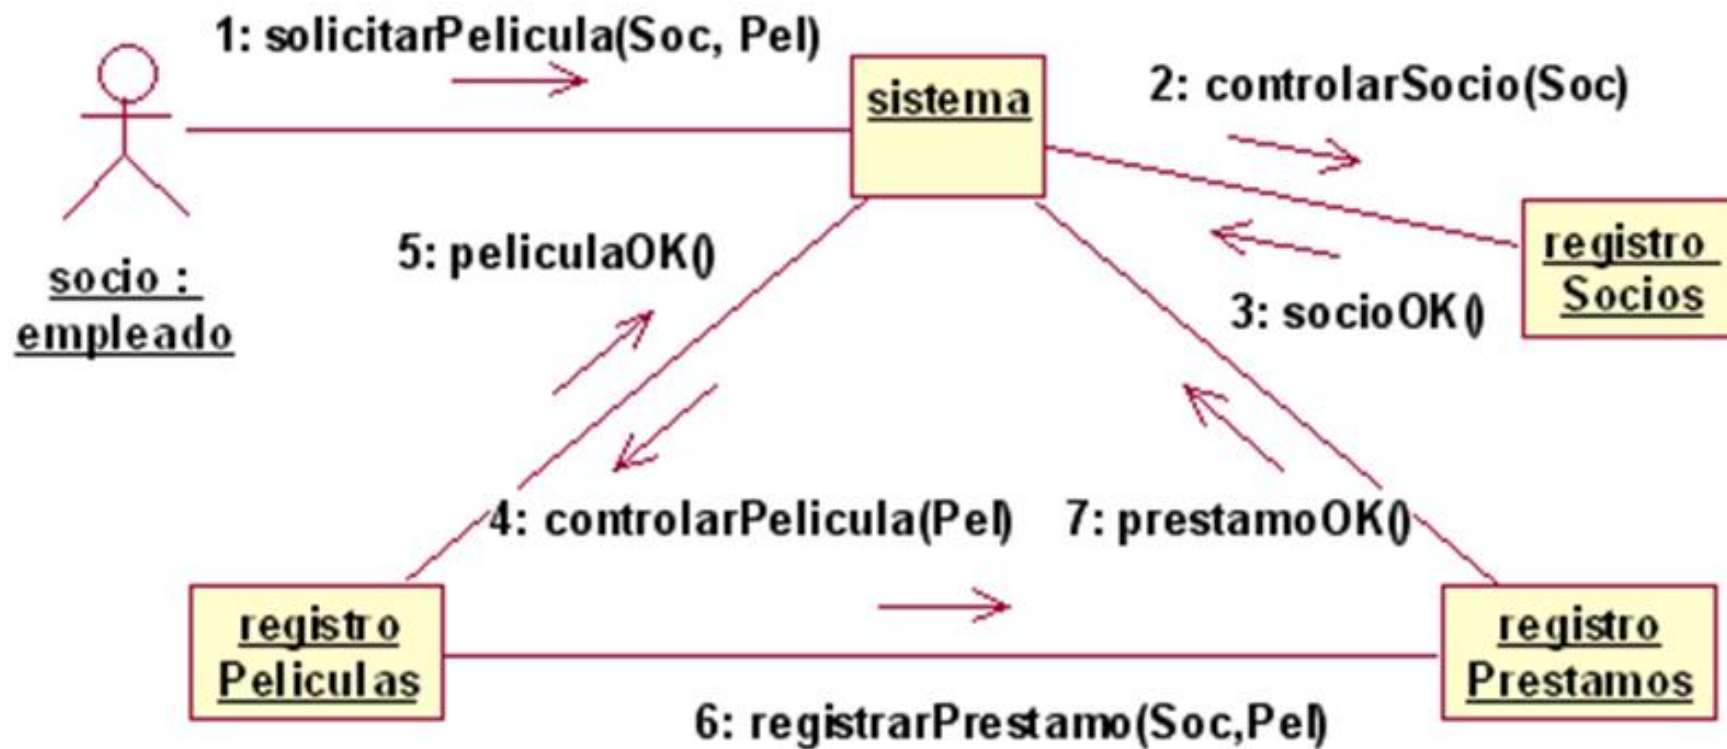 1: solicitarPelicula(Soc, Pel)
sistema
2: controlarSocio(Soc)
socio :
empleado
5: peliculaOK()
registro
Socios
3: socioOK()
4: controlarPelicula(Pel)
7: prestamoOK()
registro
Peliculas
registro
Prestamos
6: registrarPrestamo(Soc,Pel)